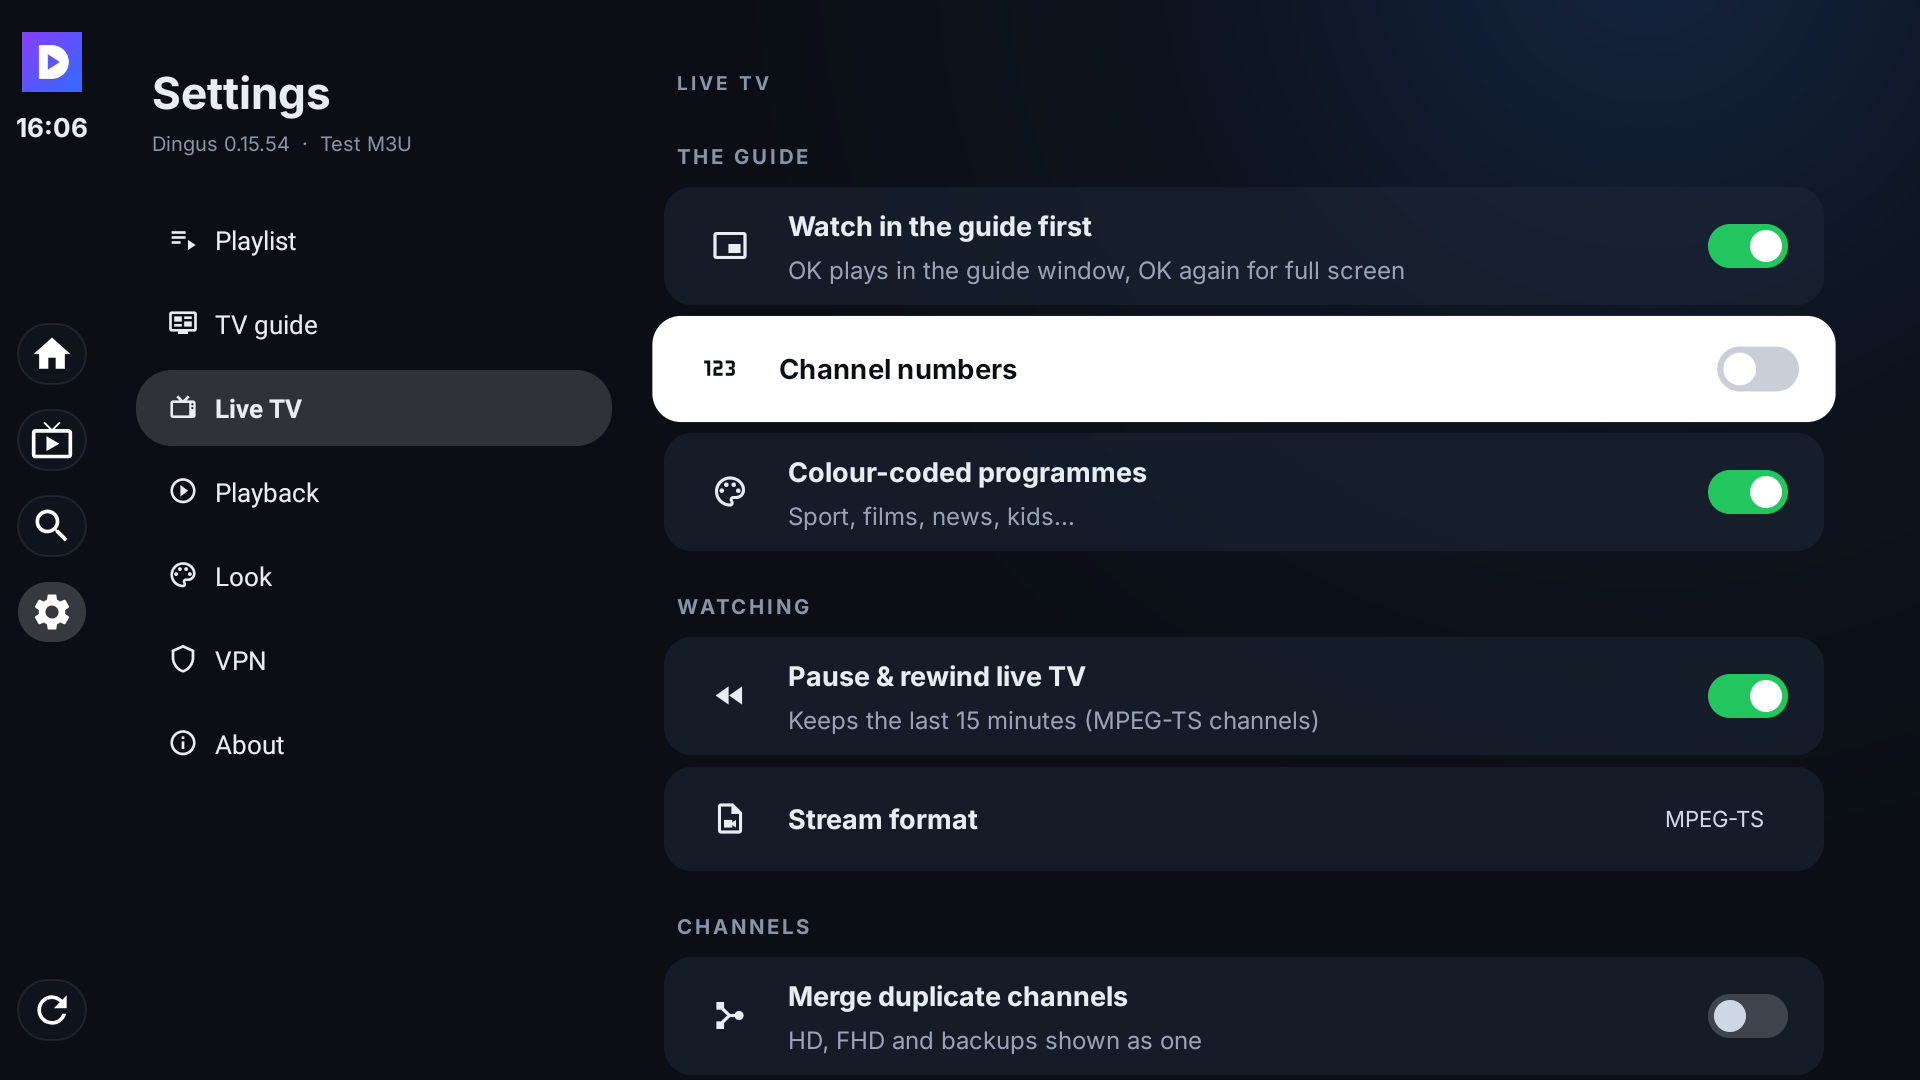 16:06
Settings
Dingus 0.15.54 · Test M3U
Playlist
TV guide
Live TV
Playback
Look
VPN
About
LIVE TV
THE GUIDE
Watch in the guide first
OK plays in the guide window, OK again for full screen
123
Channel numbers
Colour-coded programmes
Sport, films, news, kids...
WATCHING
Pause & rewind live TV
Keeps the last 15 minutes (MPEG-TS channels)
Stream format
MPEG-TS
CHANNELS
Merge duplicate channels
HD, FHD and backups shown as one